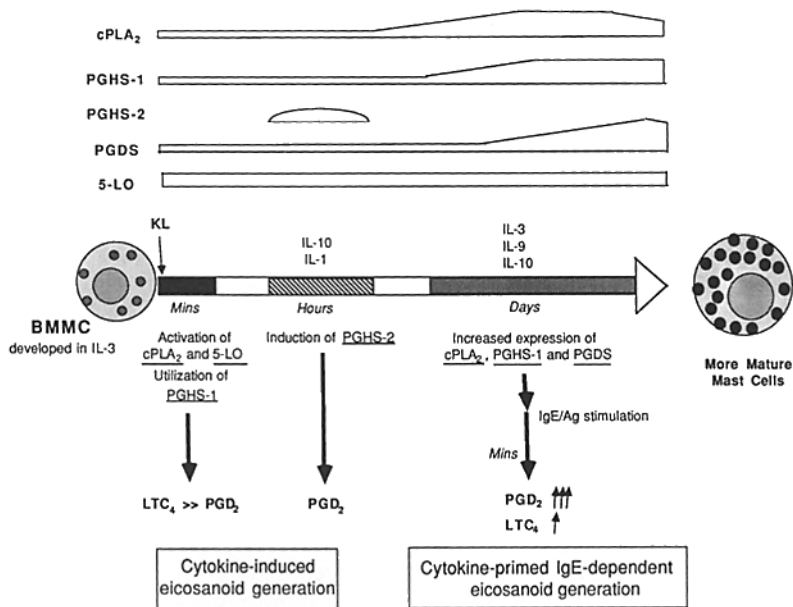 cPLA₂
PGHS-1
PGHS-2
PGDS
5-LO
KL
IL-10
IL-1
IL-3
IL-9
IL-10
Mins
Hours
Days
BMMC
developed in IL-3
Activation of
cPLA₂ and 5-LO
Utilization of
PGHS-1
Induction of PGHS-2
Increased expression of
cPLA₂, PGHS-1 and PGDS
More Mature
Mast Cells
IgE/Ag stimulation
Mins
LTC₄ >> PGD₂
PGD₂
PGD₂
LTC₄
Cytokine-induced
eicosanoid generation
Cytokine-primed IgE-dependent
eicosanoid generation